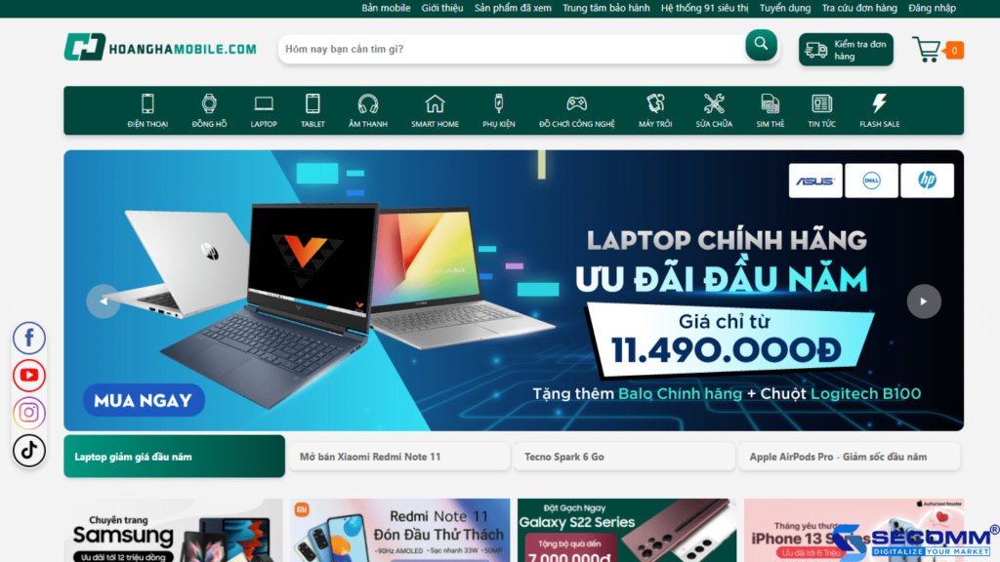 Bản mobile Giới thiệu Sản phẩm đã xem Trung tâm bảo hành Hệ thống 91 siêu thị Tuyển dụng Tra cứu đơn hàng Đăng nhập
HOANGHAMOBILE.COM
Hôm nay bạn cần tìm gì?
Kiểm tra đơn
hàng
0
ĐIỆN THOẠI ĐỒNG HỒ LAPTOP TABLET ÂM THANH SMART HOME PHỤ KIỆN ĐỒ CHƠI CÔNG NGHỆ MÁY TRÔI SỬA CHỮA SIM THẺ TIN TỨC FLASH SALE
ASUS DELL hp
LAPTOP CHÍNH HÃNG
ƯU ĐÃI ĐẦU NĂM
Giá chỉ từ
11.490.000Đ
Tặng thêm Balo Chính hãng + Chuột Logitech B100
MUA NGAY
Laptop giảm giá đầu năm Mở bán Xiaomi Redmi Note 11 Tecno Spark 6 Go Apple AirPods Pro - Giảm sốc đầu năm
Chuyên trang
Samsung
Ưu đãi tới 12 triệu đồng
Redmi Note 11
Đón Đầu Thử Thách
•90Hz AMOLED •Sạc nhanh 33W •50MP
Đặt Gạch Ngay
Galaxy S22 Series
Tặng bộ quà đến
7.000.000đ
Authorised Reseller
Tháng yêu thương
iPhone 13 S
Ưu đãi tới 6 Triệu
SECOMM®
DIGITALIZE YOUR MARKET